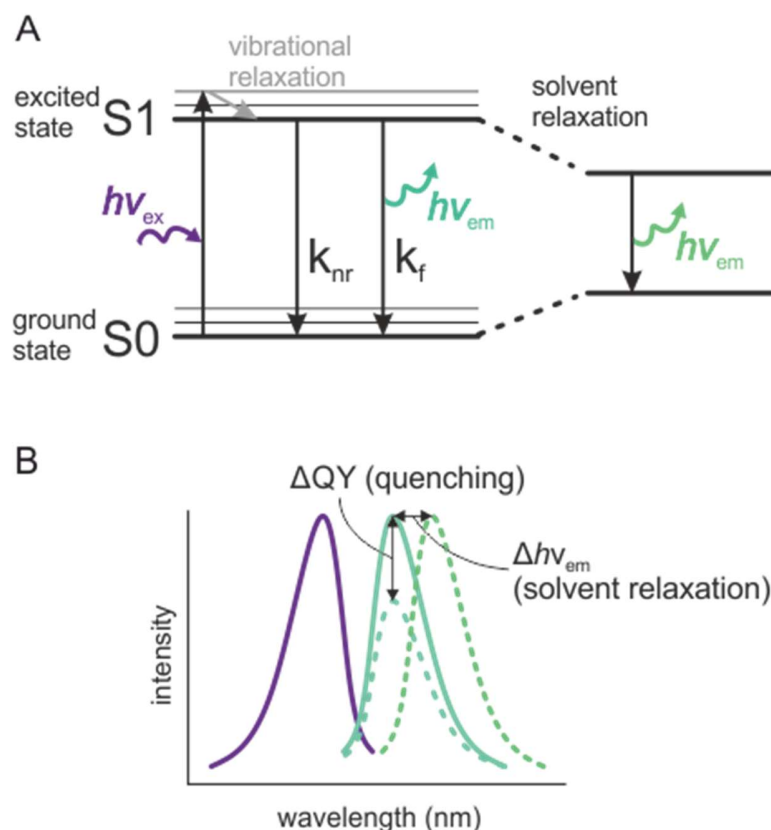 A
vibrational
relaxation
excited
state
S1
solvent
relaxation
hνex
hνem
knr
kf
hνem
ground
state
S0
B
ΔQY (quenching)
Δhνem
(solvent relaxation)
intensity
wavelength (nm)